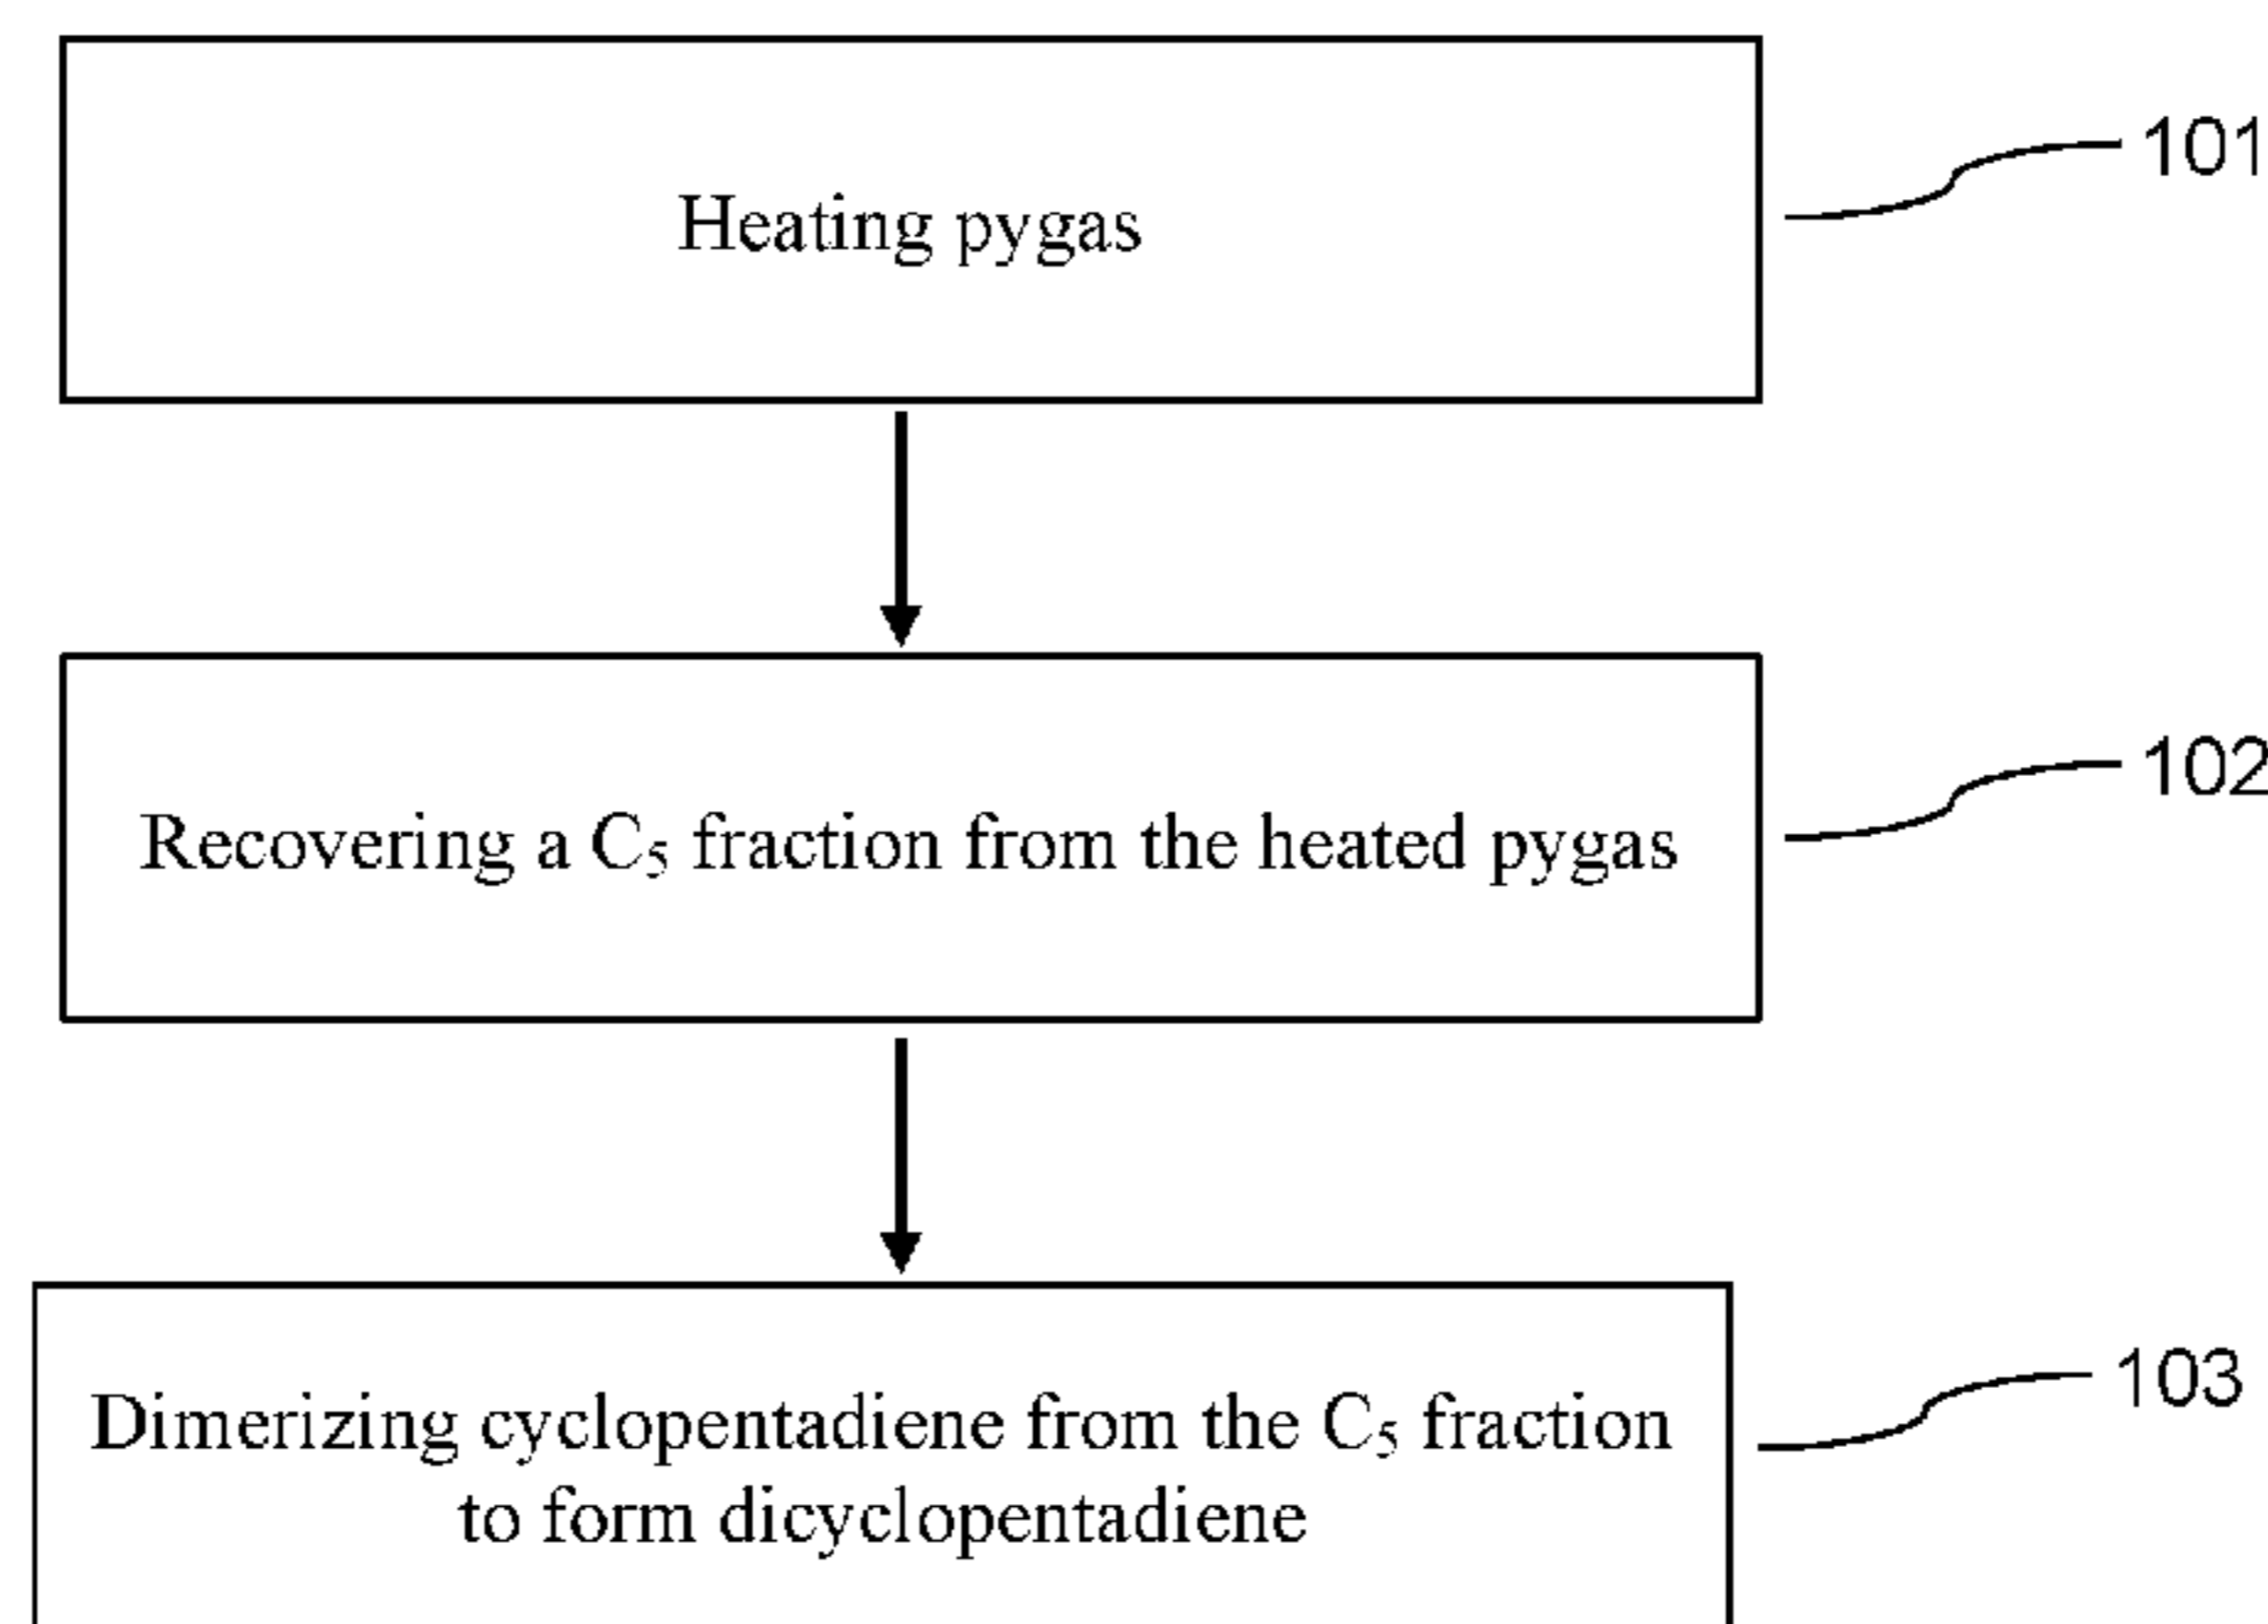 Heating pygas
101
Recovering a C₅ fraction from the heated pygas
102
Dimerizing cyclopentadiene from the C₅ fraction
to form dicyclopentadiene
103